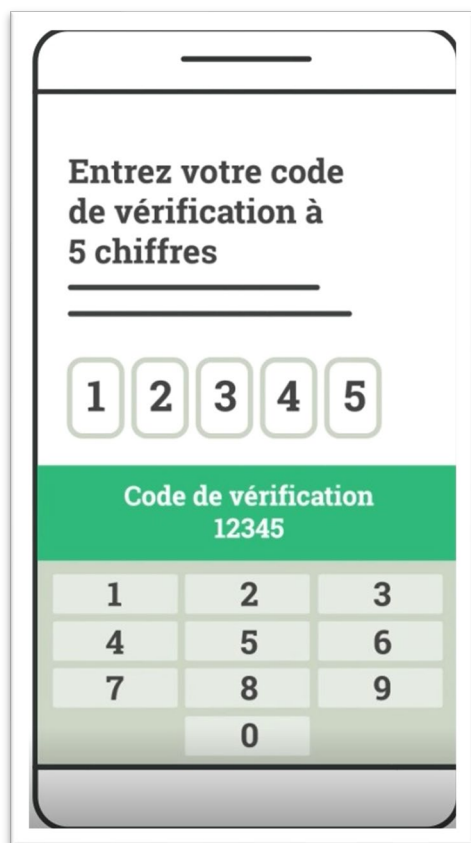 Entrez votre code
de vérification à
5 chiffres
1 2 3 4 5
Code de vérification
12345
1 2 3
4 5 6
7 8 9
0